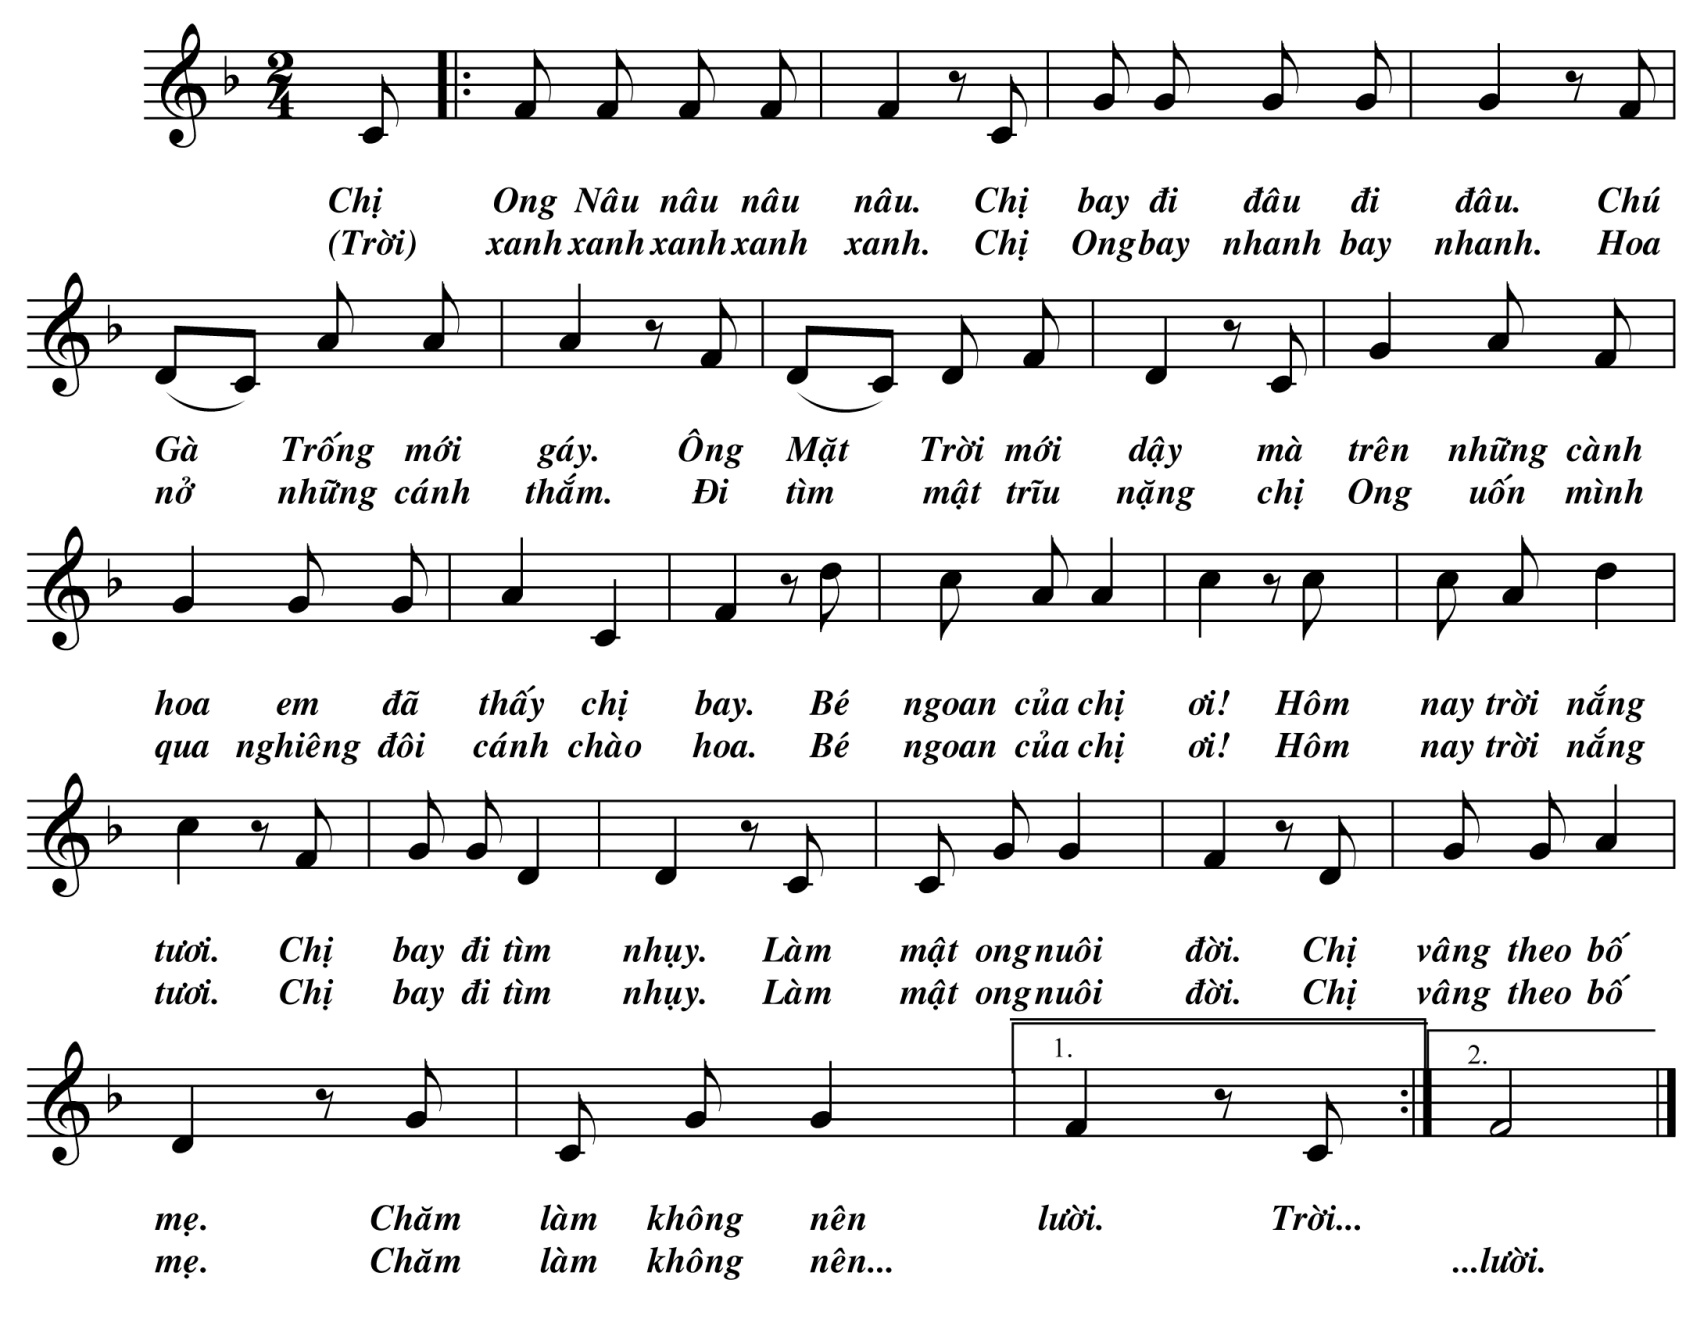 2
4
Chị Ong Nâu nâu nâu nâu. Chị bay đi đâu đi đâu. Chú
(Trời) xanh xanh xanh xanh xanh. Chị Ong bay nhanh bay nhanh. Hoa
Gà Trống mới gáy. Ông Mặt Trời mới dậy mà trên những cành
nở những cánh thắm. Đi tìm mật trĩu nặng chị Ong uốn mình
hoa em đã thấy chị bay. Bé ngoan của chị ơi! Hôm nay trời nắng
qua nghiêng đôi cánh chào hoa. Bé ngoan của chị ơi! Hôm nay trời nắng
tươi. Chị bay đi tìm nhụy. Làm mật ong nuôi đời. Chị vâng theo bố
tươi. Chị bay đi tìm nhụy. Làm mật ong nuôi đời. Chị vâng theo bố
1. 2.
mẹ. Chăm làm không nên lười. Trời...
mẹ. Chăm làm không nên... ...lười.